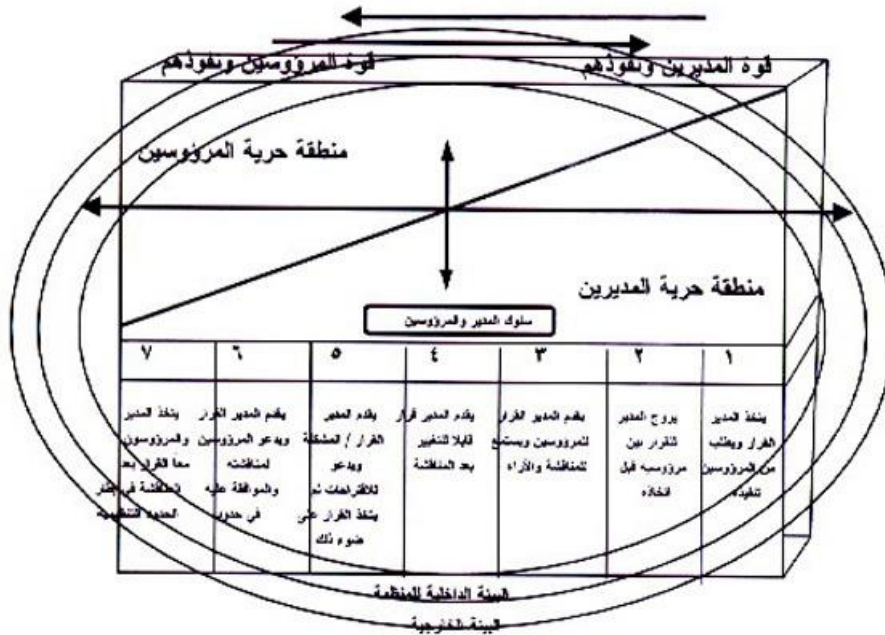 قوة المديرين ونفوذهم
قوة المرؤوسين ونفوذهم
منطقة حرية المرؤوسين
منطقة حرية المديرين
سلوك المدير والمرؤوسين
١
٢
٣
٤
٥
٦
٧
يتخذ المدير
القرار ويطلب
من المرؤوسين
تنفيذه
يروج المدير
للقرار بين
مرؤوسيه قبل
اتخاذه
يقدم المدير القرار
للمرؤوسين ويستمع
للمناقشة والآراء
يقدم المدير قرار
قابلا للتغيير
بعد المناقشة
يقدم المدير
القرار / المشكلة
ويدعو
للاقتراحات ثم
يتخذ القرار على
ضوء ذلك
يقدم المدير القرار
ويدعو المرؤوسين
لمناقشته
والموافقة عليه
في حدود
يتخذ المدير
والمرؤوسون
معاً القرار بعد
المناقشة في إطار
الحدود التنظيمية
البيئة الداخلية للمنظمة
البيئة الخارجية